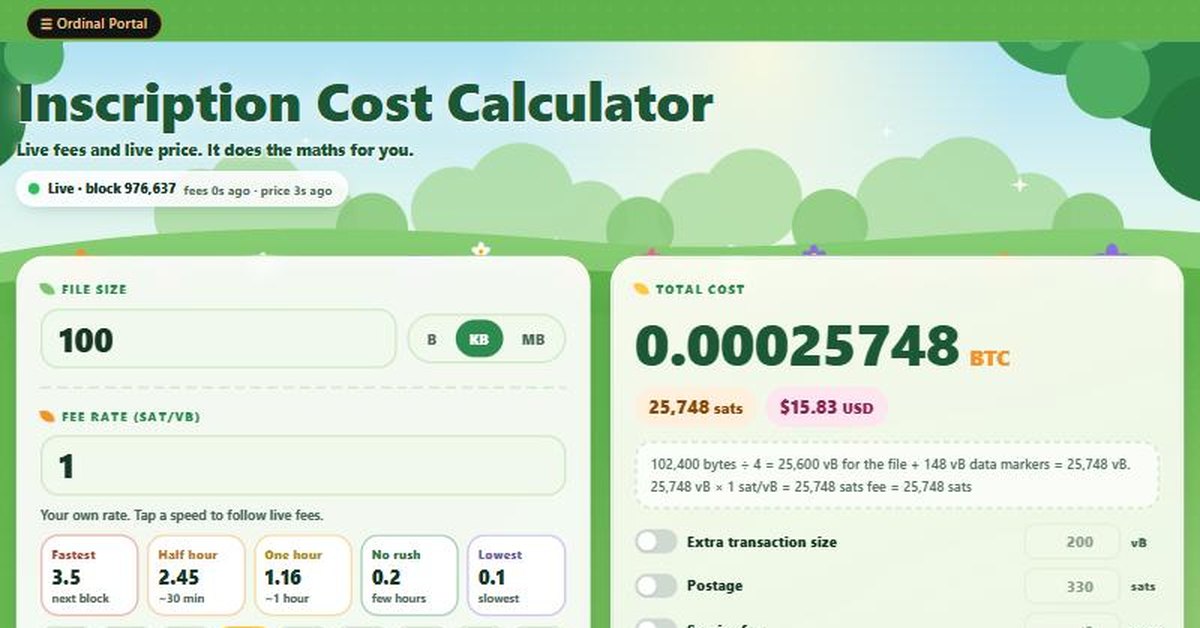 ☰ Ordinal Portal
Inscription Cost Calculator
Live fees and live price. It does the maths for you.
Live · block 976,637 fees 0s ago · price 3s ago
FILE SIZE
100
B KB MB
FEE RATE (SAT/VB)
1
Your own rate. Tap a speed to follow live fees.
Fastest
3.5
next block
Half hour
2.45
~30 min
One hour
1.16
~1 hour
No rush
0.2
few hours
Lowest
0.1
slowest
TOTAL COST
0.00025748 BTC
25,748 sats
$15.83 USD
102,400 bytes ÷ 4 = 25,600 vB for the file + 148 vB data markers = 25,748 vB.
25,748 vB × 1 sat/vB = 25,748 sats fee = 25,748 sats
Extra transaction size 200 vB
Postage 330 sats